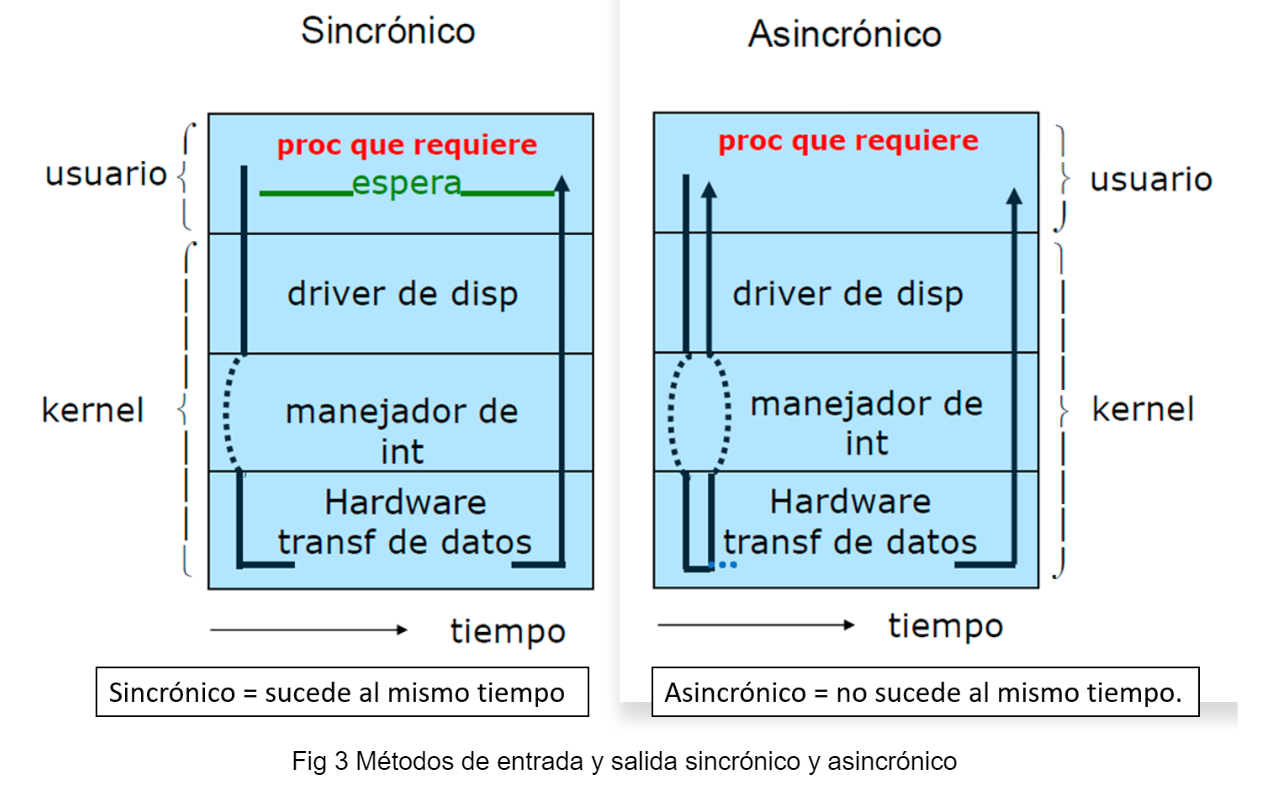 Sincrónico
usuario
proc que requiere
espera
driver de disp
kernel
manejador de
int
Hardware
transf de datos
tiempo
Sincrónico = sucede al mismo tiempo
Asincrónico
proc que requiere
usuario
driver de disp
manejador de
int
kernel
Hardware
transf de datos
tiempo
Asincrónico = no sucede al mismo tiempo.
Fig 3 Métodos de entrada y salida sincrónico y asincrónico